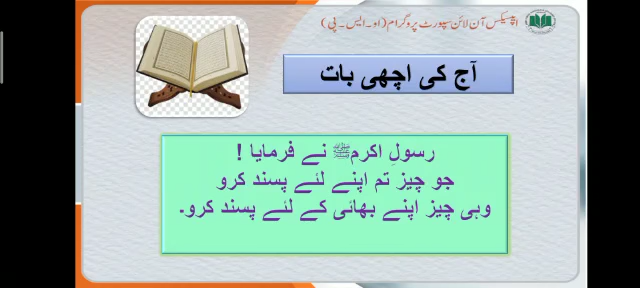 اپیکس آن لائن سپورٹ پروگرام (او ۔ ایس ۔ پی)
آج کی اچھی بات
رسولِ اکرمﷺ نے فرمایا !
جو چیز تم اپنے لئے پسند کرو
وہی چیز اپنے بھائی کے لئے پسند کرو۔